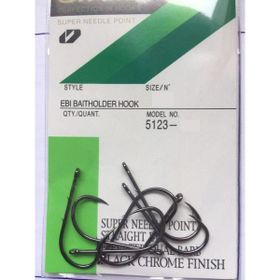 SUPER NEEDLE POINT
STYLE SIZE/N°
EBI BAITHOLDER HOOK
QTY/QUANT. MODEL NO.
5123-
SUPER NEEDLE POINT
STRAIGHT
BLACK CHROME FINISH